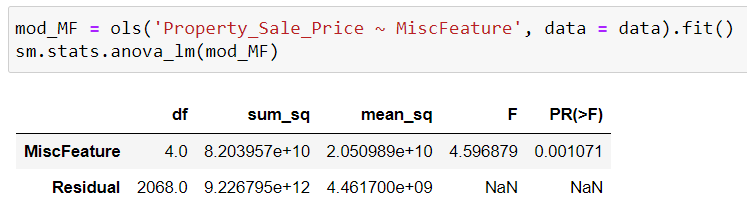 mod_MF = ols('Property_Sale_Price ~ MiscFeature', data = data).fit()
sm.stats.anova_lm(mod_MF)
df sum_sq mean_sq F PR(>F)
MiscFeature 4.0 8.203957e+10 2.050989e+10 4.596879 0.001071
Residual 2068.0 9.226795e+12 4.461700e+09 NaN NaN